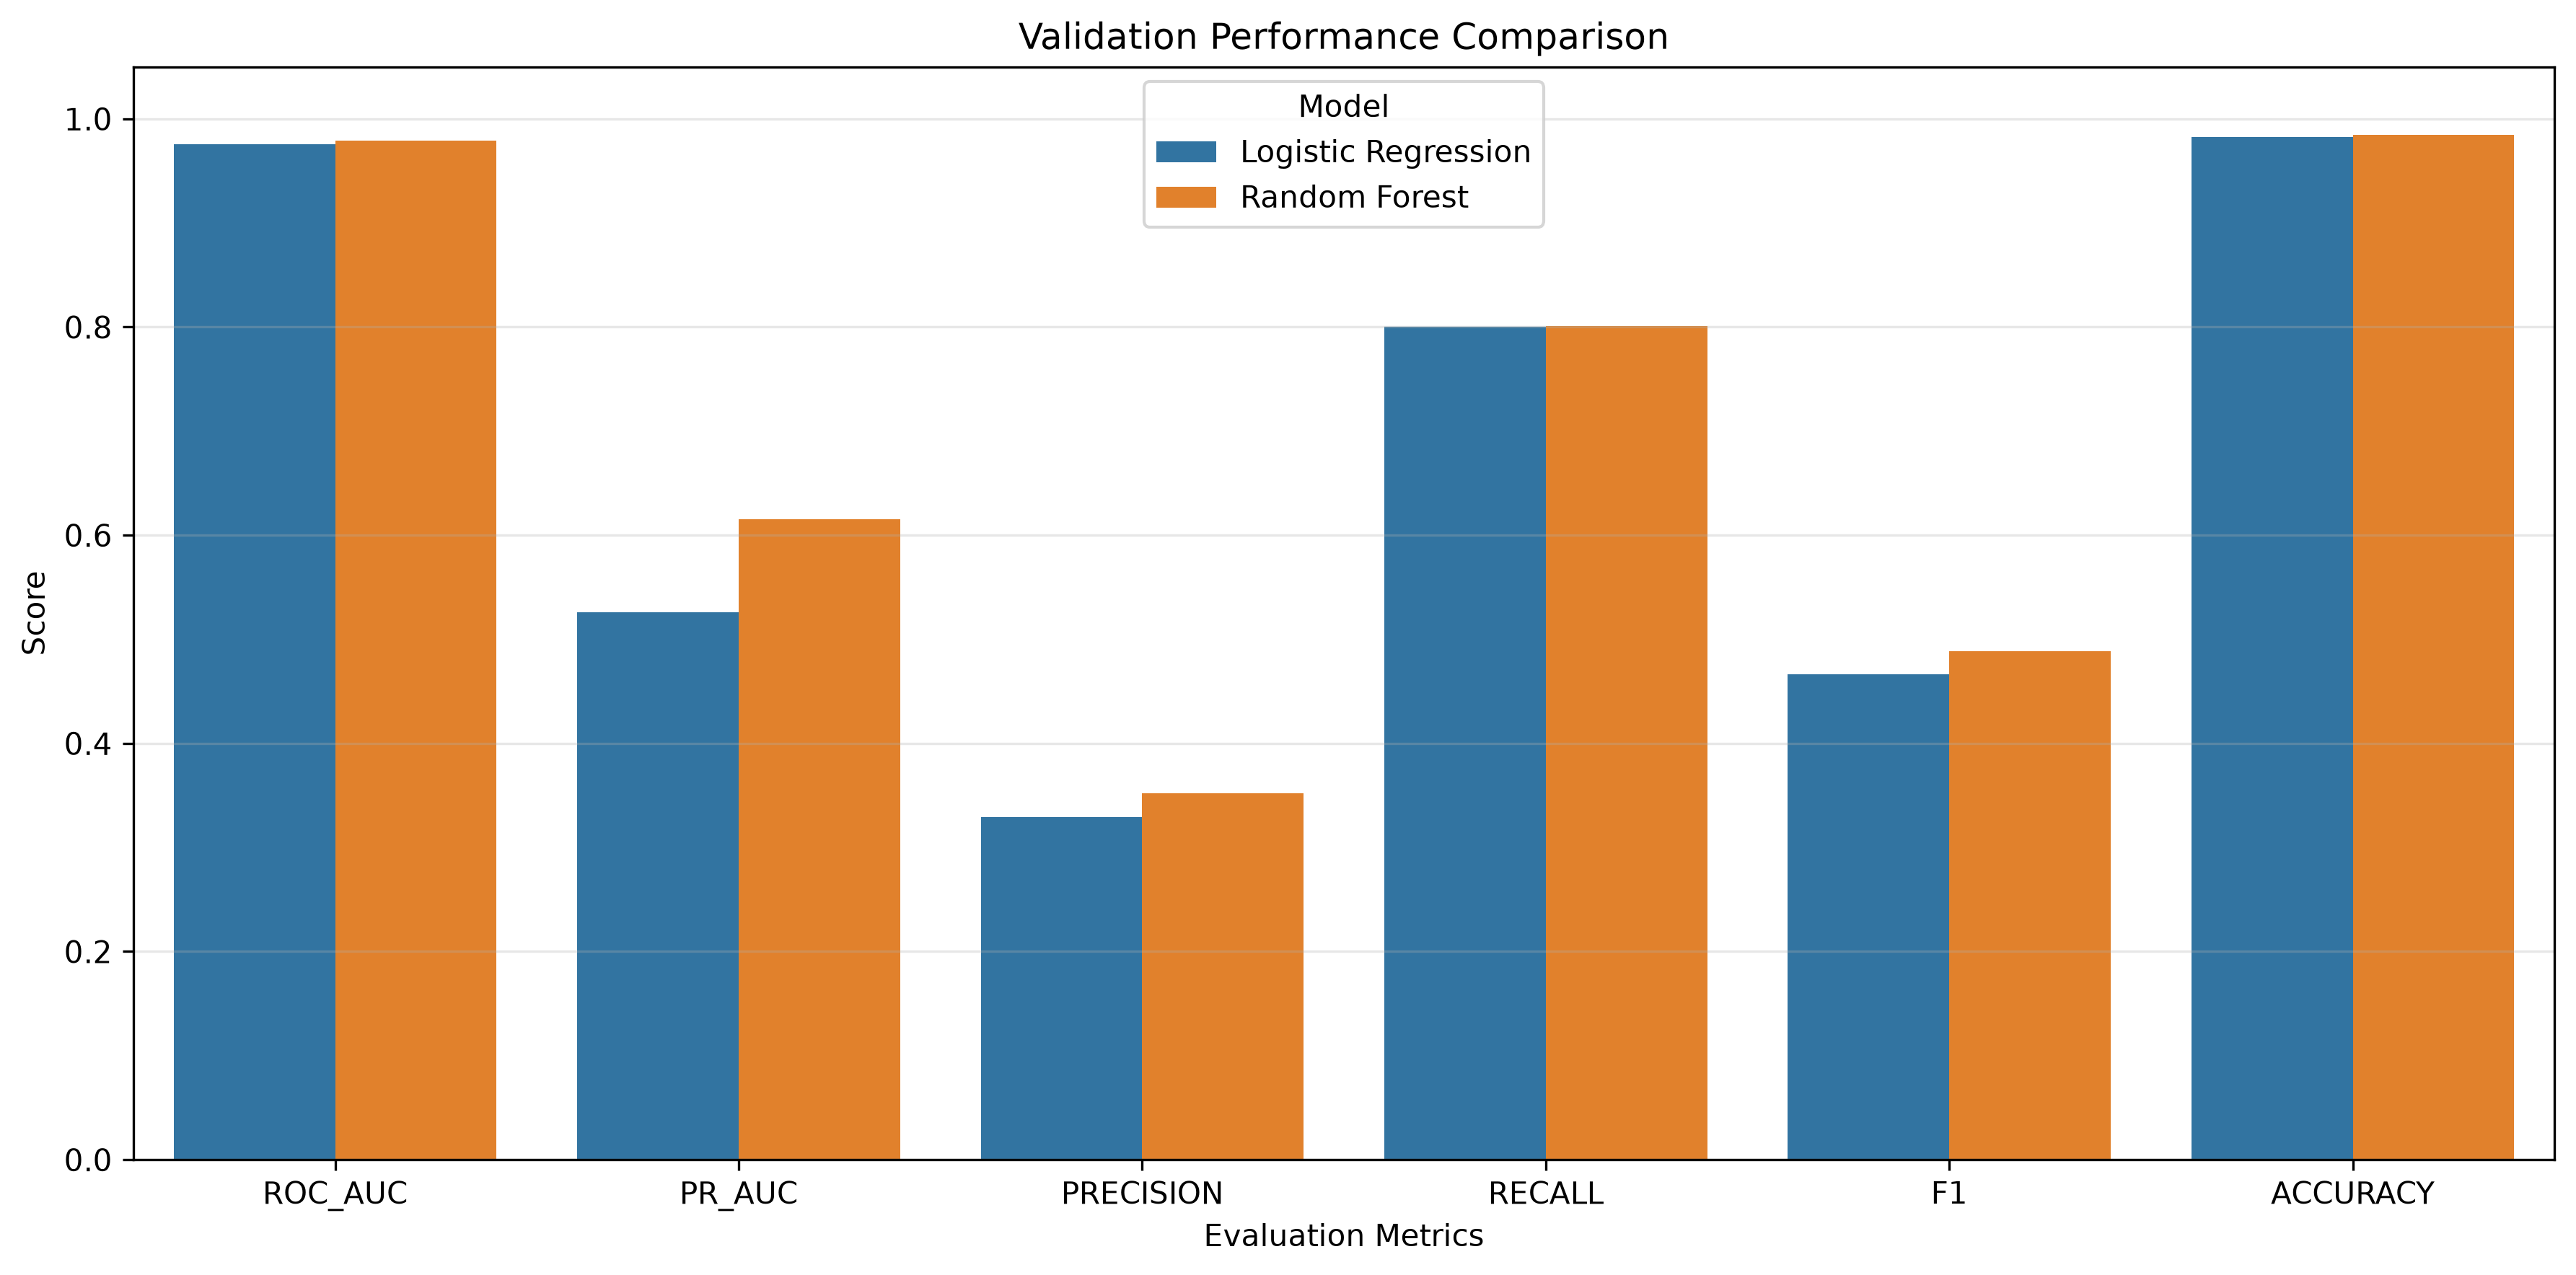 Validation Performance Comparison
Model
Logistic Regression
Random Forest
Score
1.0
0.8
0.6
0.4
0.2
0.0
ROC_AUC
PR_AUC
PRECISION
RECALL
F1
ACCURACY
Evaluation Metrics